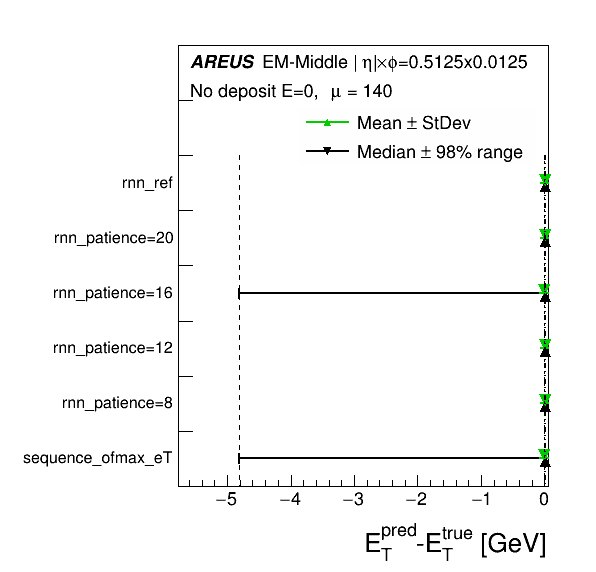 AREUS EM-Middle | η|×φ=0.5125x0.0125
No deposit E=0, μ = 140
Mean ± StDev
Median ± 98% range
rnn_ref
rnn_patience=20
rnn_patience=16
rnn_patience=12
rnn_patience=8
sequence_ofmax_eT
−5 −4 −3 −2 −1 0
E_T^pred-E_T^true [GeV]